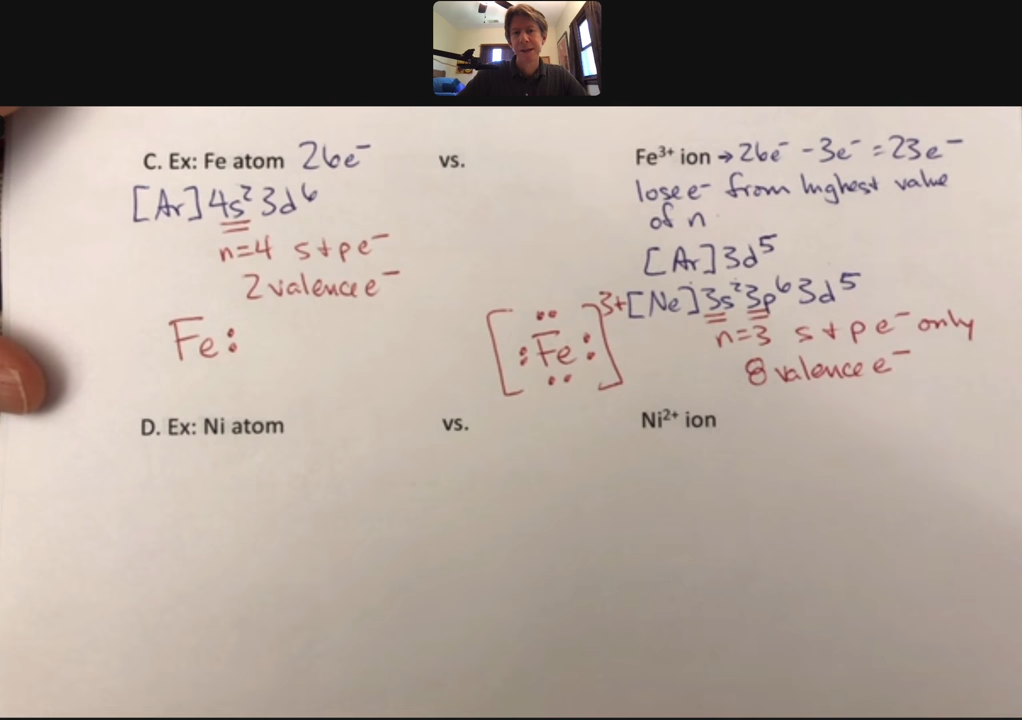 C. Ex: Fe atom 26e⁻ vs. Fe³⁺ ion → 26e⁻ - 3e⁻ = 23e⁻
lose e⁻ from highest value
of n
[Ar] 4s² 3d⁶
n=4 s + p e⁻
2 valence e⁻
Fe:
[Ar] 3d⁵
[Ne] 3s² 3p⁶ 3d⁵
n=3 s + p e⁻ only
8 valence e⁻
[:Fe:]³⁺
D. Ex: Ni atom vs. Ni²⁺ ion